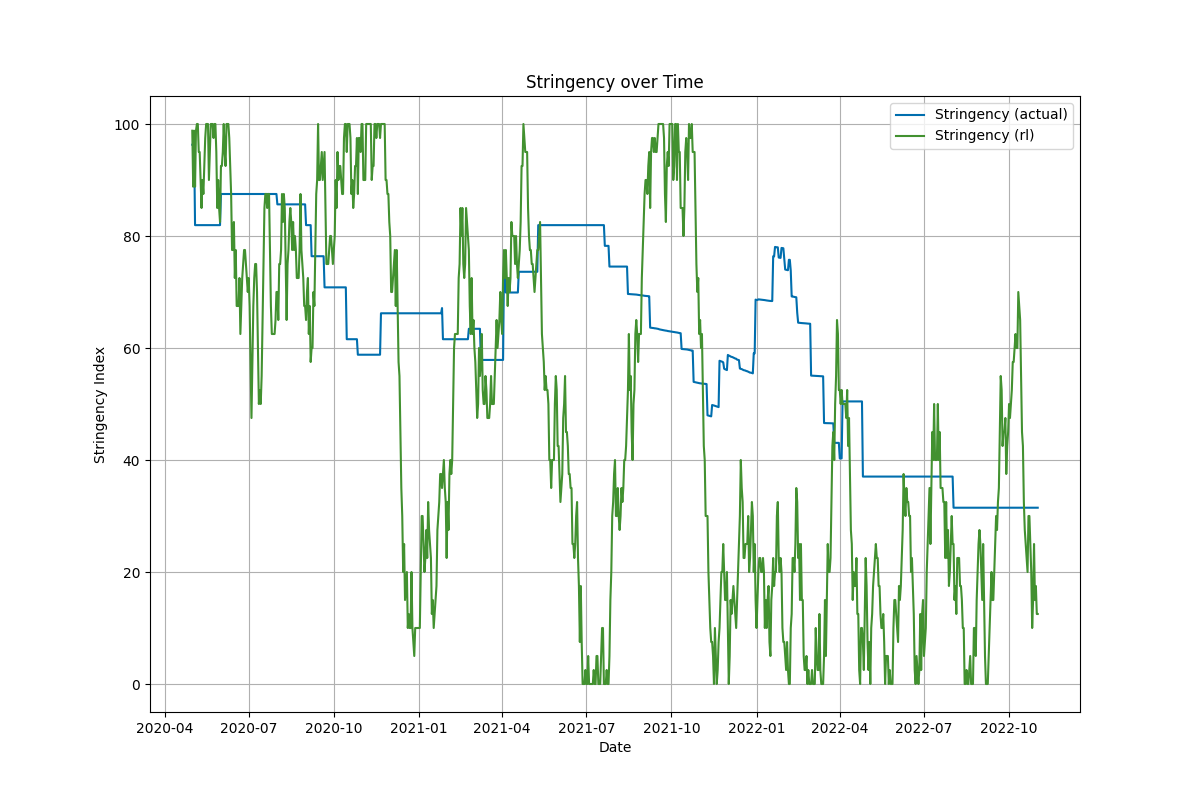 Stringency over Time
Stringency (actual)
Stringency (rl)
Stringency Index
100
80
60
40
20
0
2020-04 2020-07 2020-10 2021-01 2021-04 2021-07 2021-10 2022-01 2022-04 2022-07 2022-10
Date